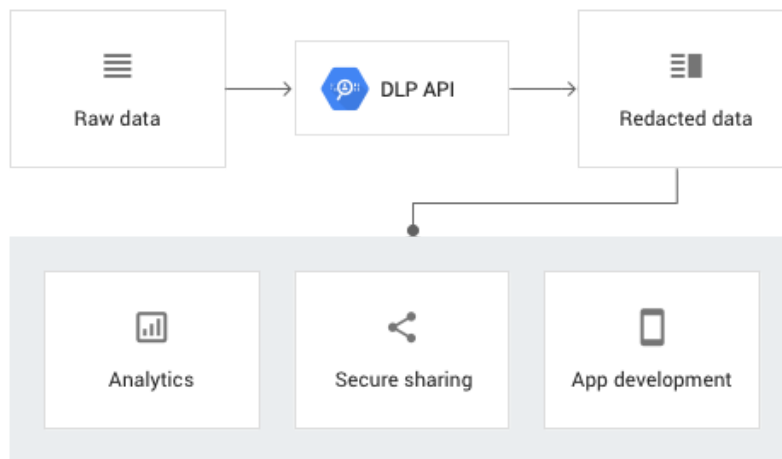 Raw data
DLP API
Redacted data
Analytics
Secure sharing
App development